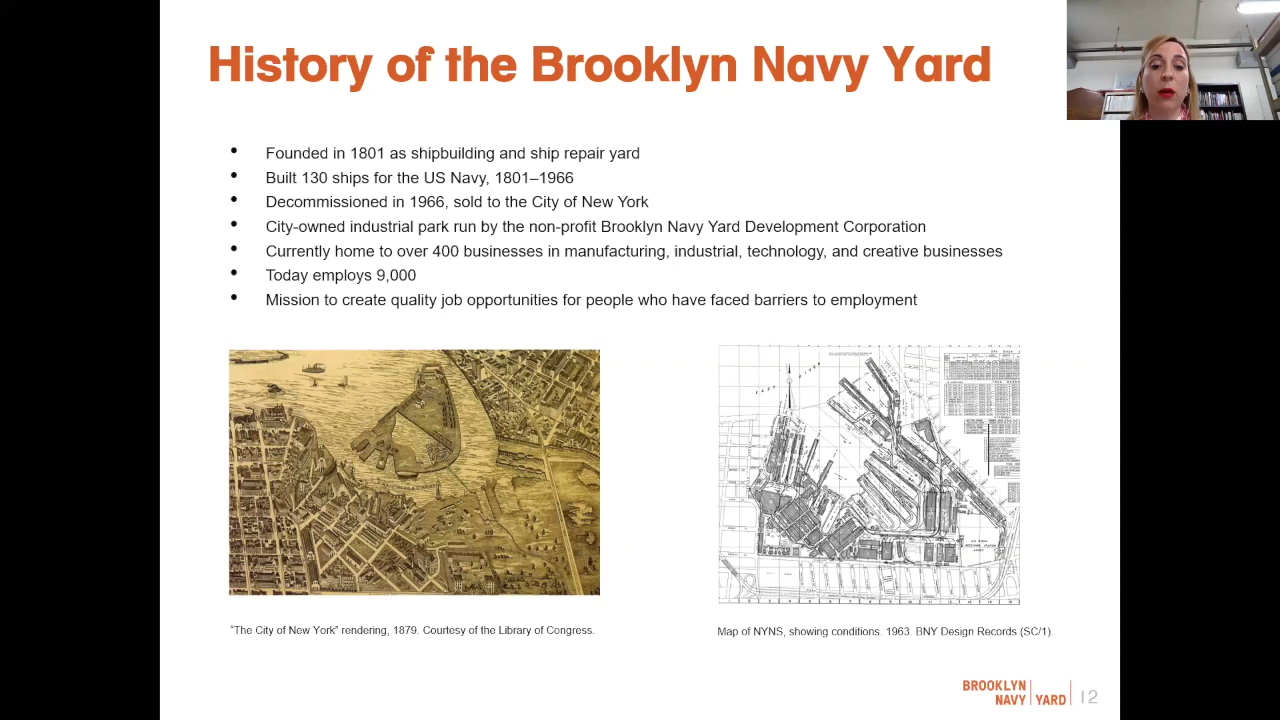 History of the Brooklyn Navy Yard
• Founded in 1801 as shipbuilding and ship repair yard
• Built 130 ships for the US Navy, 1801–1966
• Decommissioned in 1966, sold to the City of New York
• City-owned industrial park run by the non-profit Brooklyn Navy Yard Development Corporation
• Currently home to over 400 businesses in manufacturing, industrial, technology, and creative businesses
• Today employs 9,000
• Mission to create quality job opportunities for people who have faced barriers to employment
EAST RIVER
“The City of New York” rendering, 1879. Courtesy of the Library of Congress.
Map of NYNS, showing conditions. 1963. BNY Design Records (SC/1).
BROOKLYN
NAVY YARD
12